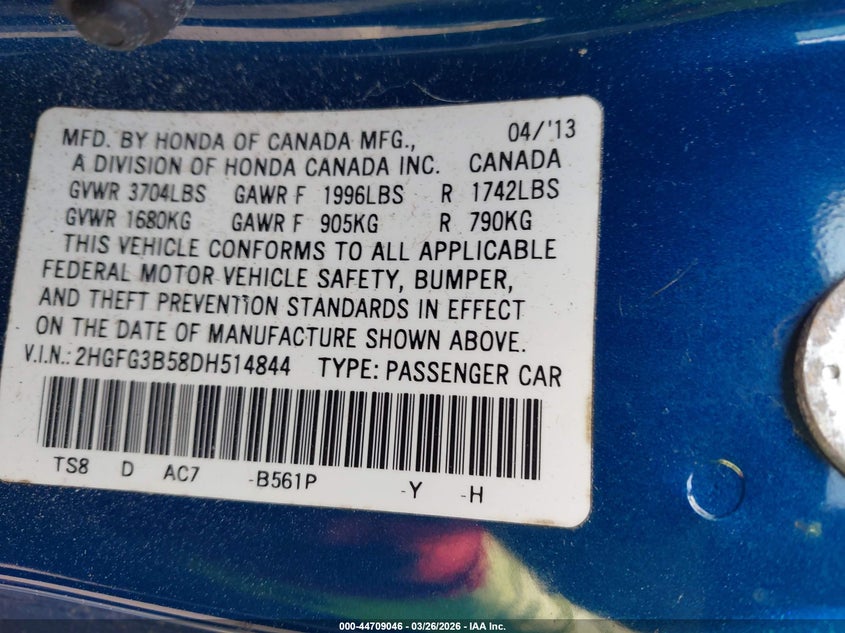 MFD. BY HONDA OF CANADA MFG., 04/'13
A DIVISION OF HONDA CANADA INC. CANADA
GVWR 3704LBS GAWR F 1996LBS R 1742LBS
GVWR 1680KG GAWR F 905KG R 790KG
THIS VEHICLE CONFORMS TO ALL APPLICABLE
FEDERAL MOTOR VEHICLE SAFETY, BUMPER,
AND THEFT PREVENTION STANDARDS IN EFFECT
ON THE DATE OF MANUFACTURE SHOWN ABOVE.
V.I.N.: 2HGFG3B58DH514844 TYPE: PASSENGER CAR
TS8 D AC7 -B561P -Y -H
000-44709046 - 03/26/2026 - IAA Inc.